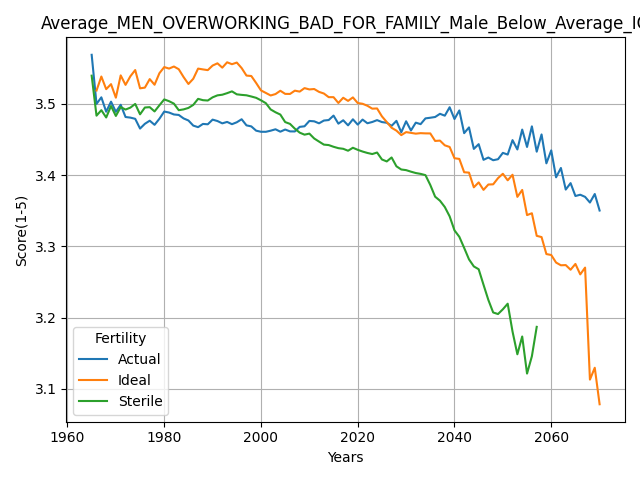 Average_MEN_OVERWORKING_BAD_FOR_FAMILY_Male_Below_Average_IQ
Score(1-5)
3.5
3.4
3.3
3.2
3.1
Fertility
Actual
Ideal
Sterile
1960 1980 2000 2020 2040 2060
Years